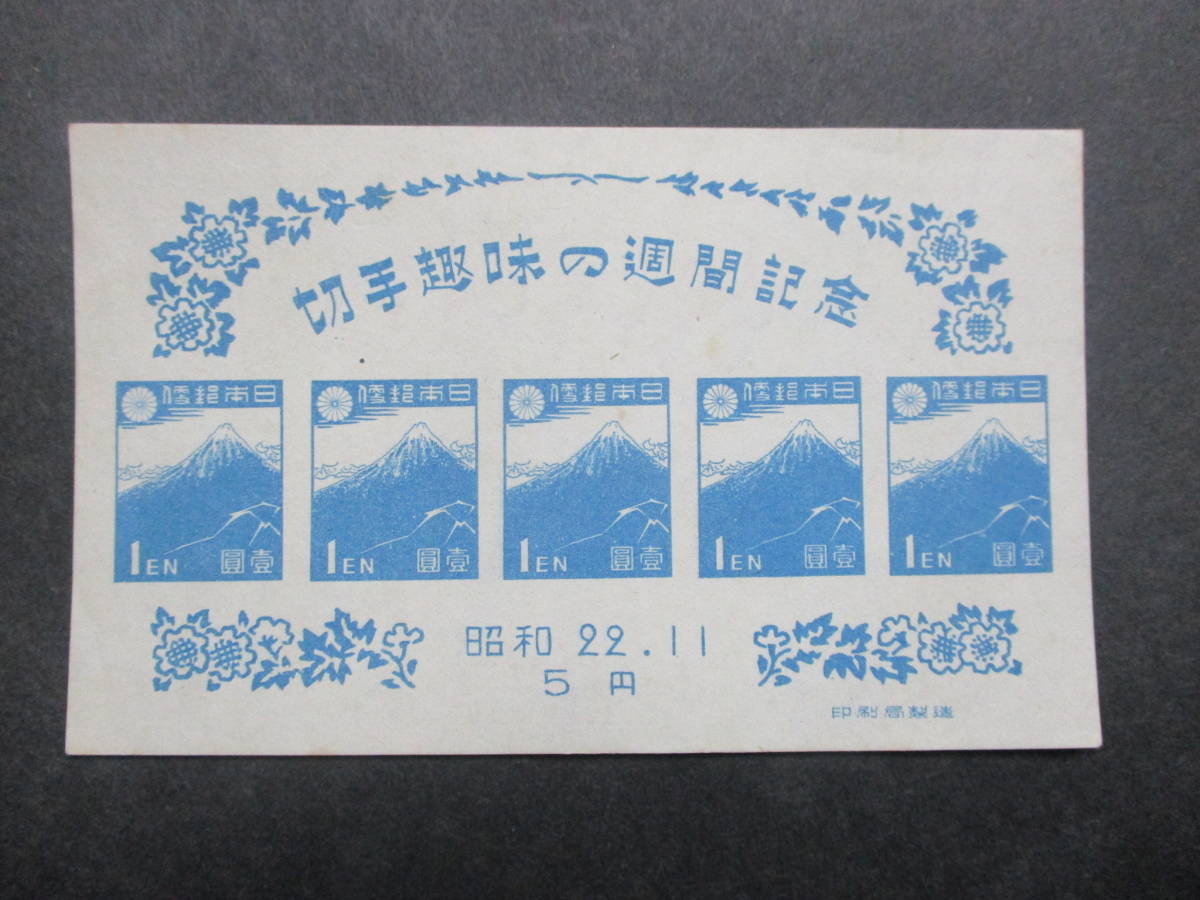 切手趣味の週間記念
日本郵便
1EN 壹圓
日本郵便
1EN 壹圓
日本郵便
1EN 壹圓
日本郵便
1EN 壹圓
日本郵便
1EN 壹圓
昭和 22.11
5 円
印刷局製造